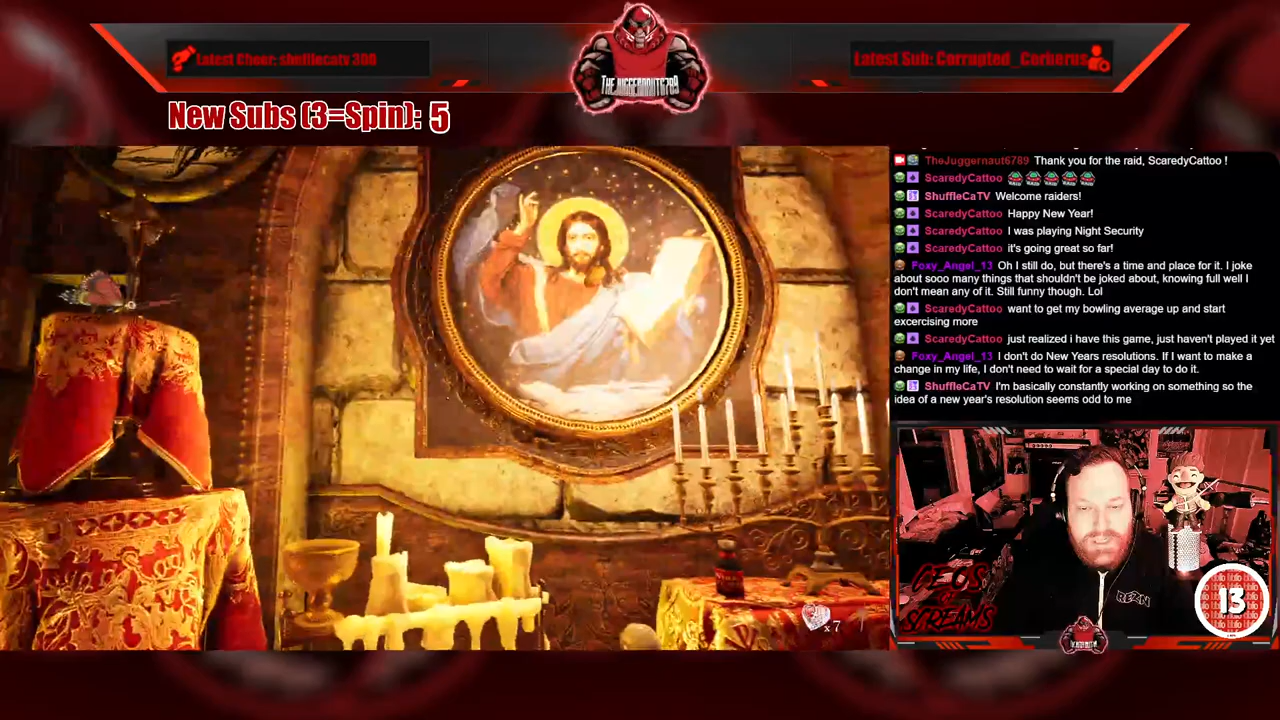 Latest Cheer: shufflecatv 300
Latest Sub: Corrupted_Cerberus
THEJUGGERNAUT6789
New Subs (3=Spin): 5
TheJuggernaut6789 Thank you for the raid, ScaredyCattoo !
ScaredyCattoo
ShuffleCaTV Welcome raiders!
ScaredyCattoo Happy New Year!
ScaredyCattoo I was playing Night Security
ScaredyCattoo it's going great so far!
Foxy_Angel_13 Oh I still do, but there's a time and place for it. I joke
about sooo many things that shouldn't be joked about, knowing full well I
don't mean any of it. Still funny though. Lol
ScaredyCattoo want to get my bowling average up and start
excercising more
ScaredyCattoo just realized i have this game, just haven't played it yet
Foxy_Angel_13 I don't do New Years resolutions. If I want to make a
change in my life, I don't need to wait for a special day to do it.
ShuffleCaTV I'm basically constantly working on something so the
idea of a new year's resolution seems odd to me
SCREAMS
REZN
13
x7